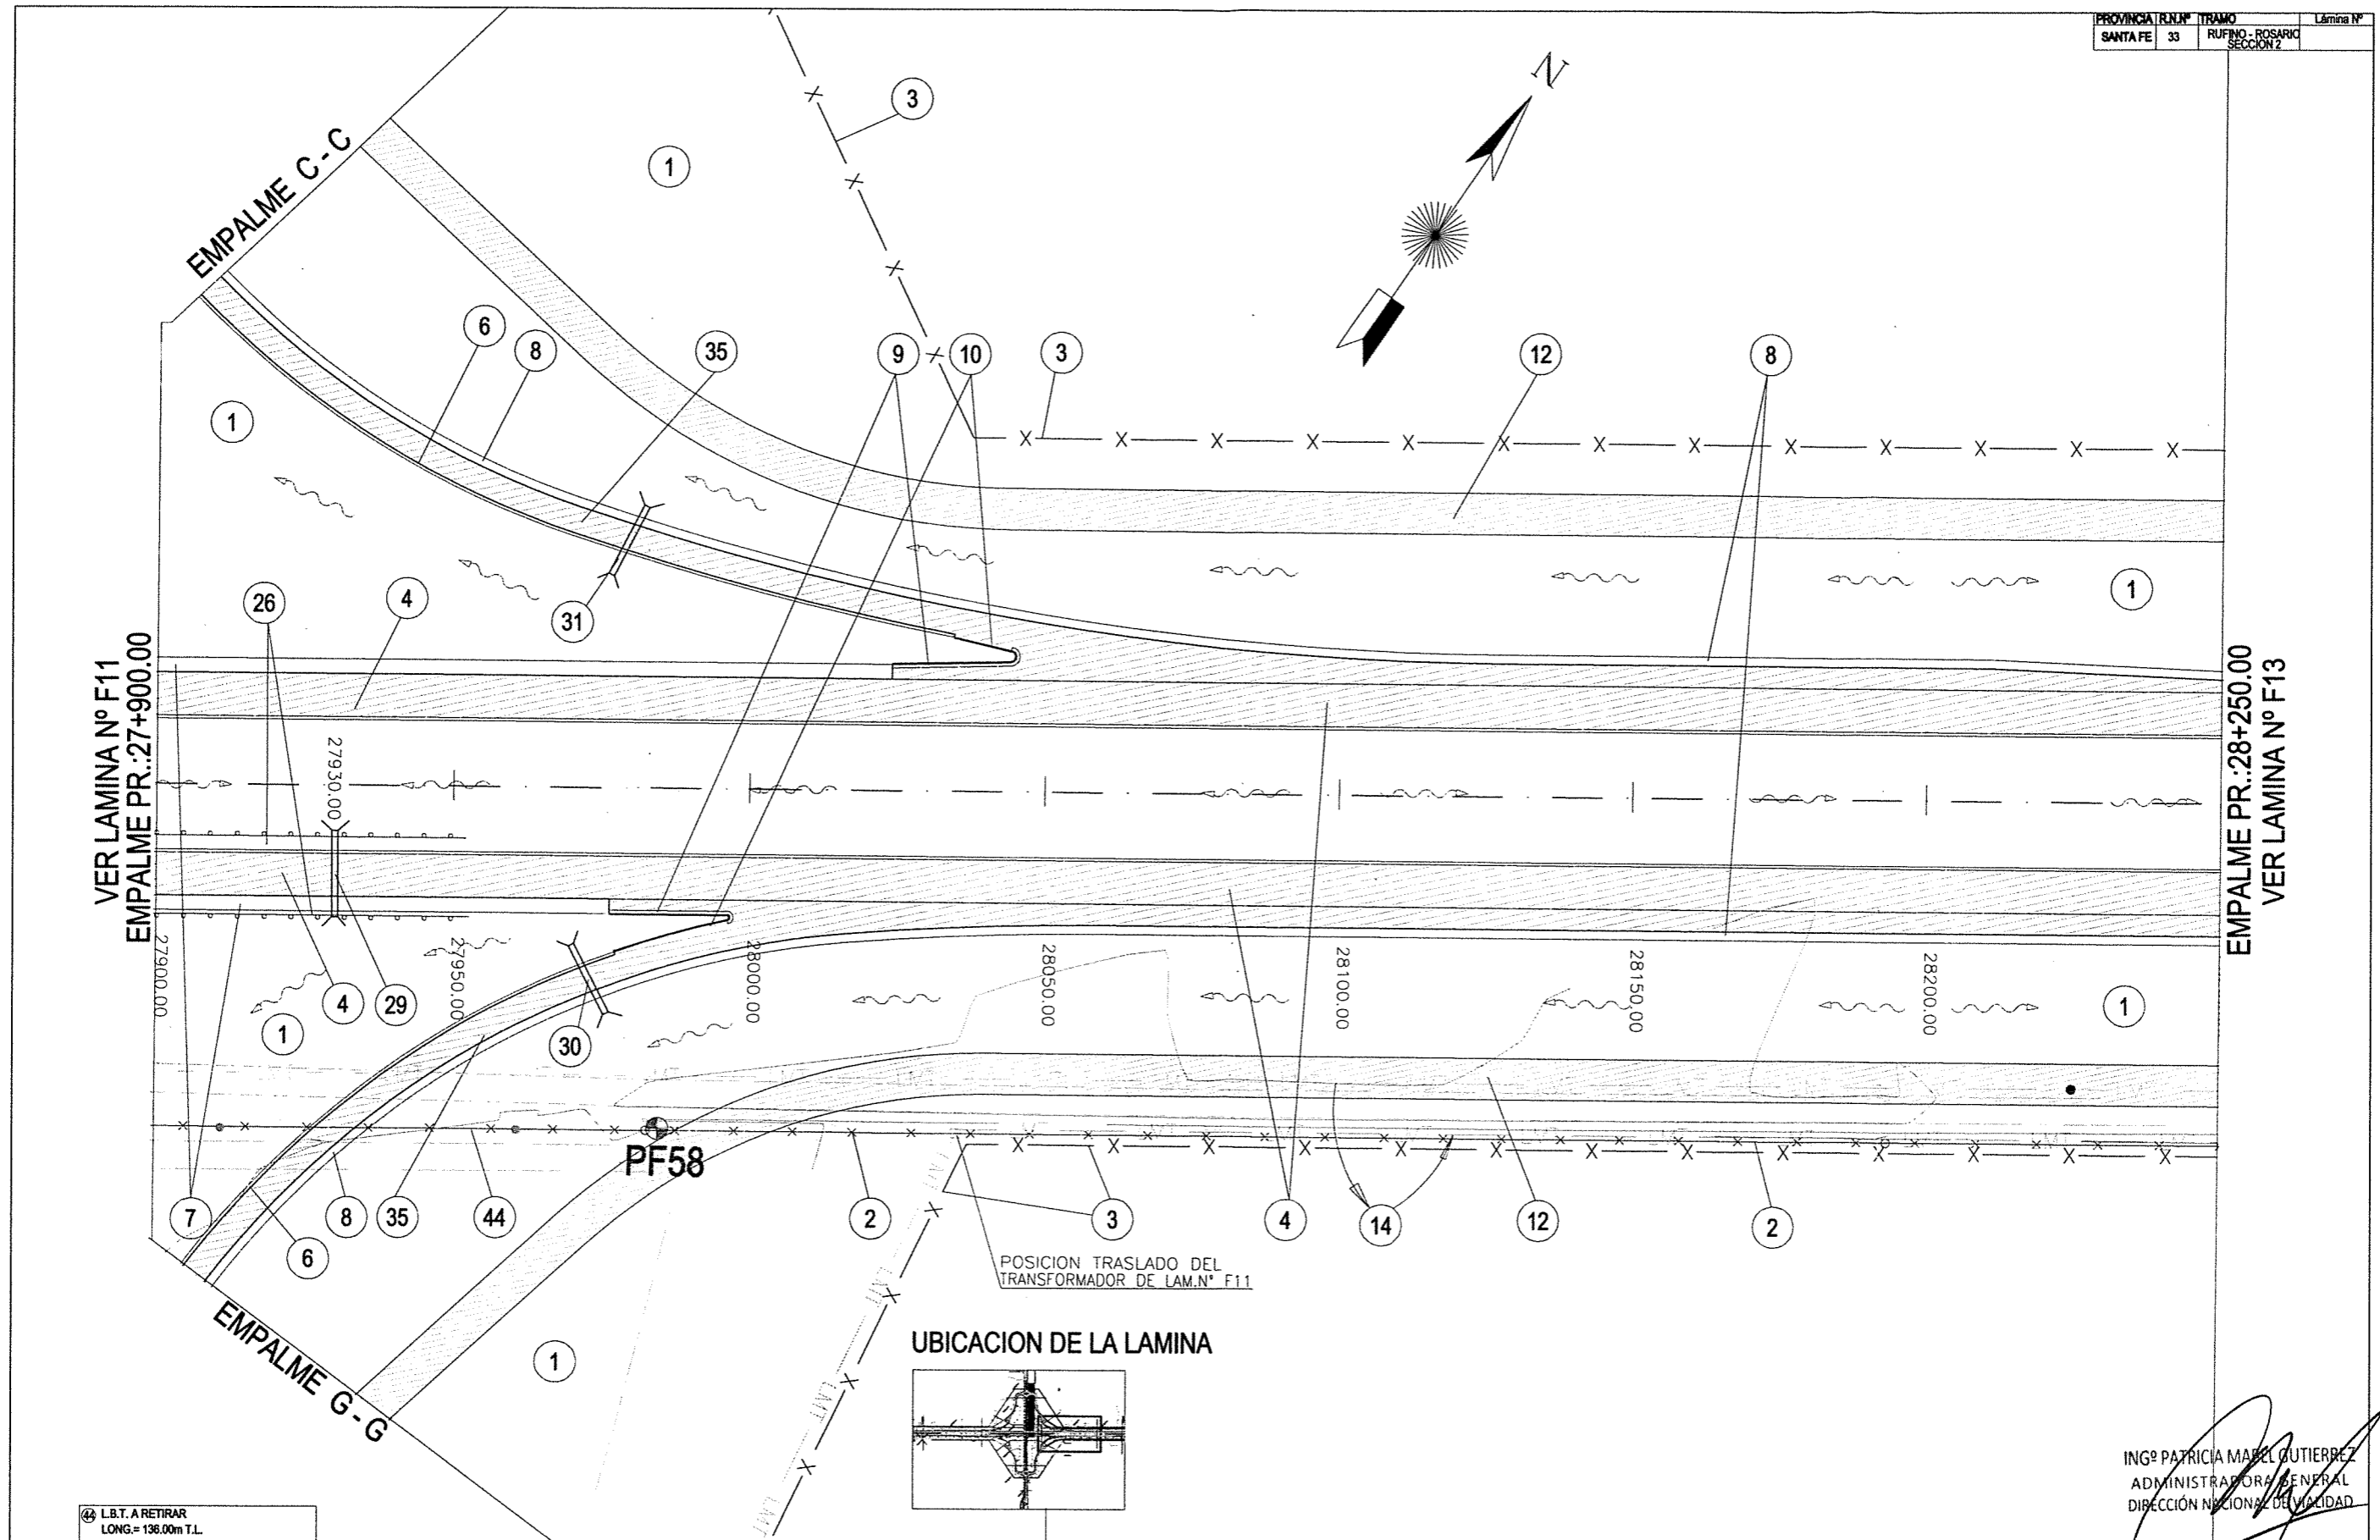 PROVINCIA R.N.Nº TRAMO Lámina Nº
SANTA FE 33 RUFINO - ROSARIO
SECCION 2
N
3
1
EMPALME C - C
6
8
35
9
10
3
12
8
1
26
4
31
1
VER LAMINA Nº F11
EMPALME PR.:27+900.00
27930.00
EMPALME PR.:28+250.00
VER LAMINA Nº F13
27900.00
27950.00
28000.00
28050.00
28100.00
28150.00
28200.00
4
29
1
30
1
PF58
7
6
8
35
44
2
3
4
14
12
2
POSICION TRASLADO DEL
TRANSFORMADOR DE LAM.Nº F11
EMPALME G - G
1
UBICACION DE LA LAMINA
LMT
LMT
LMT
LMT
44 L.B.T. A RETIRAR
LONG.= 136.00m T.L.
INGº PATRICIA MABEL GUTIERREZ
ADMINISTRADORA GENERAL
DIRECCIÓN NACIONAL DE VIALIDAD